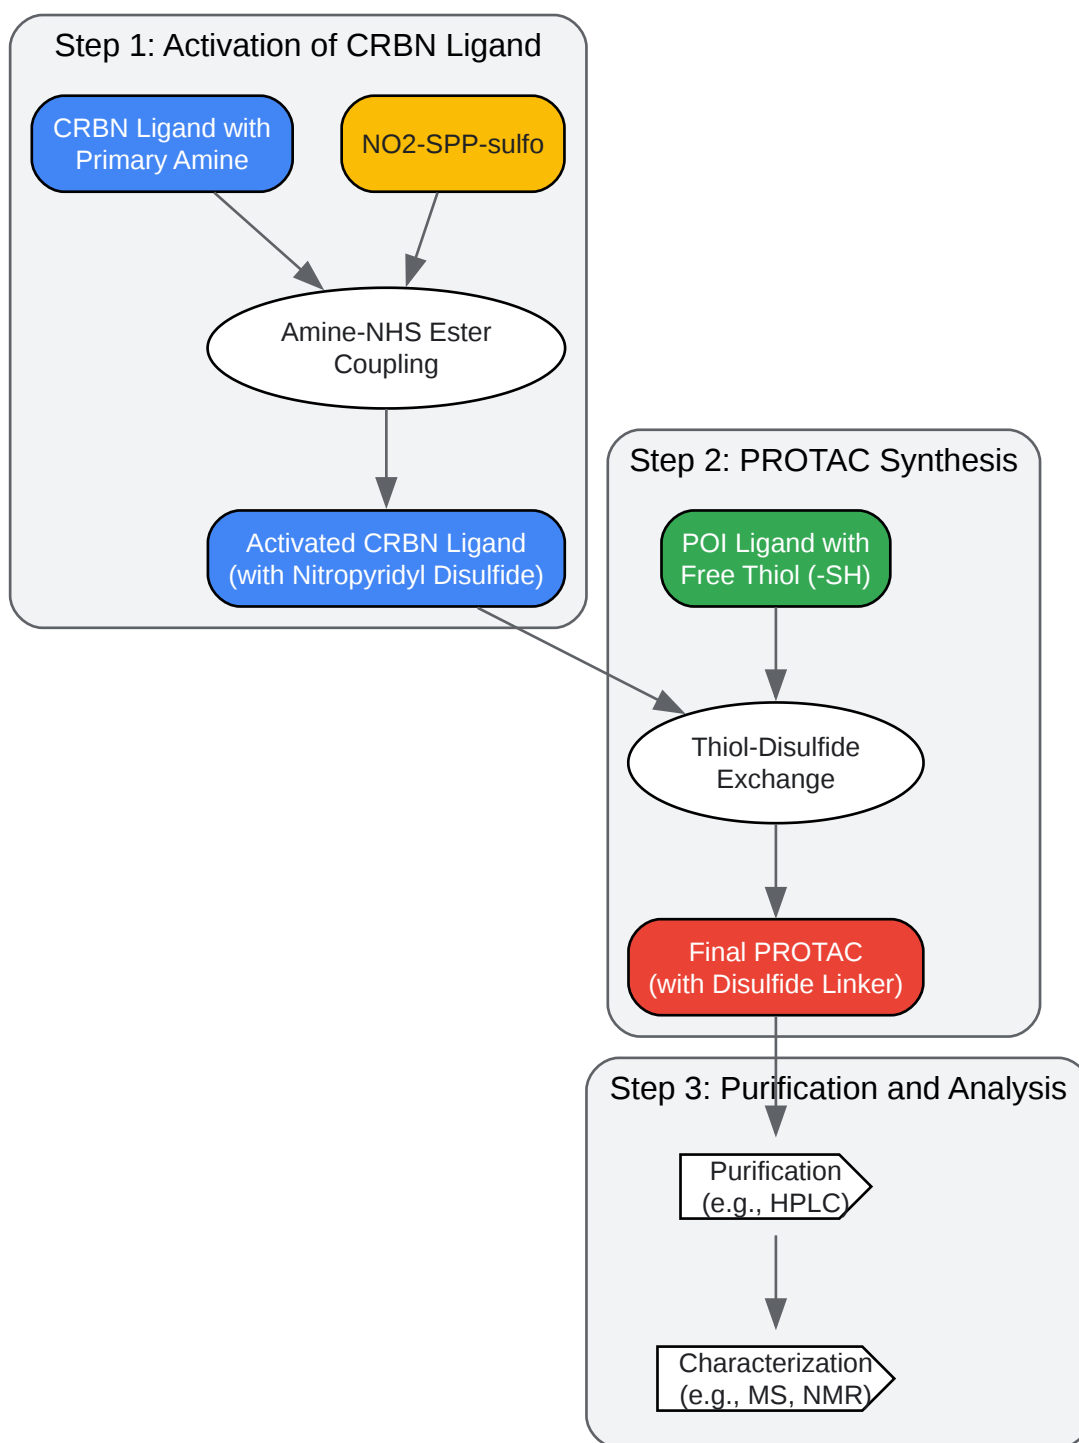 Step 1: Activation of CRBN Ligand
CRBN Ligand with
Primary Amine
NO2-SPP-sulfo
Amine-NHS Ester
Coupling
Activated CRBN Ligand
(with Nitropyridyl Disulfide)
Step 2: PROTAC Synthesis
POI Ligand with
Free Thiol (-SH)
Thiol-Disulfide
Exchange
Final PROTAC
(with Disulfide Linker)
Step 3: Purification and Analysis
Purification
(e.g., HPLC)
Characterization
(e.g., MS, NMR)